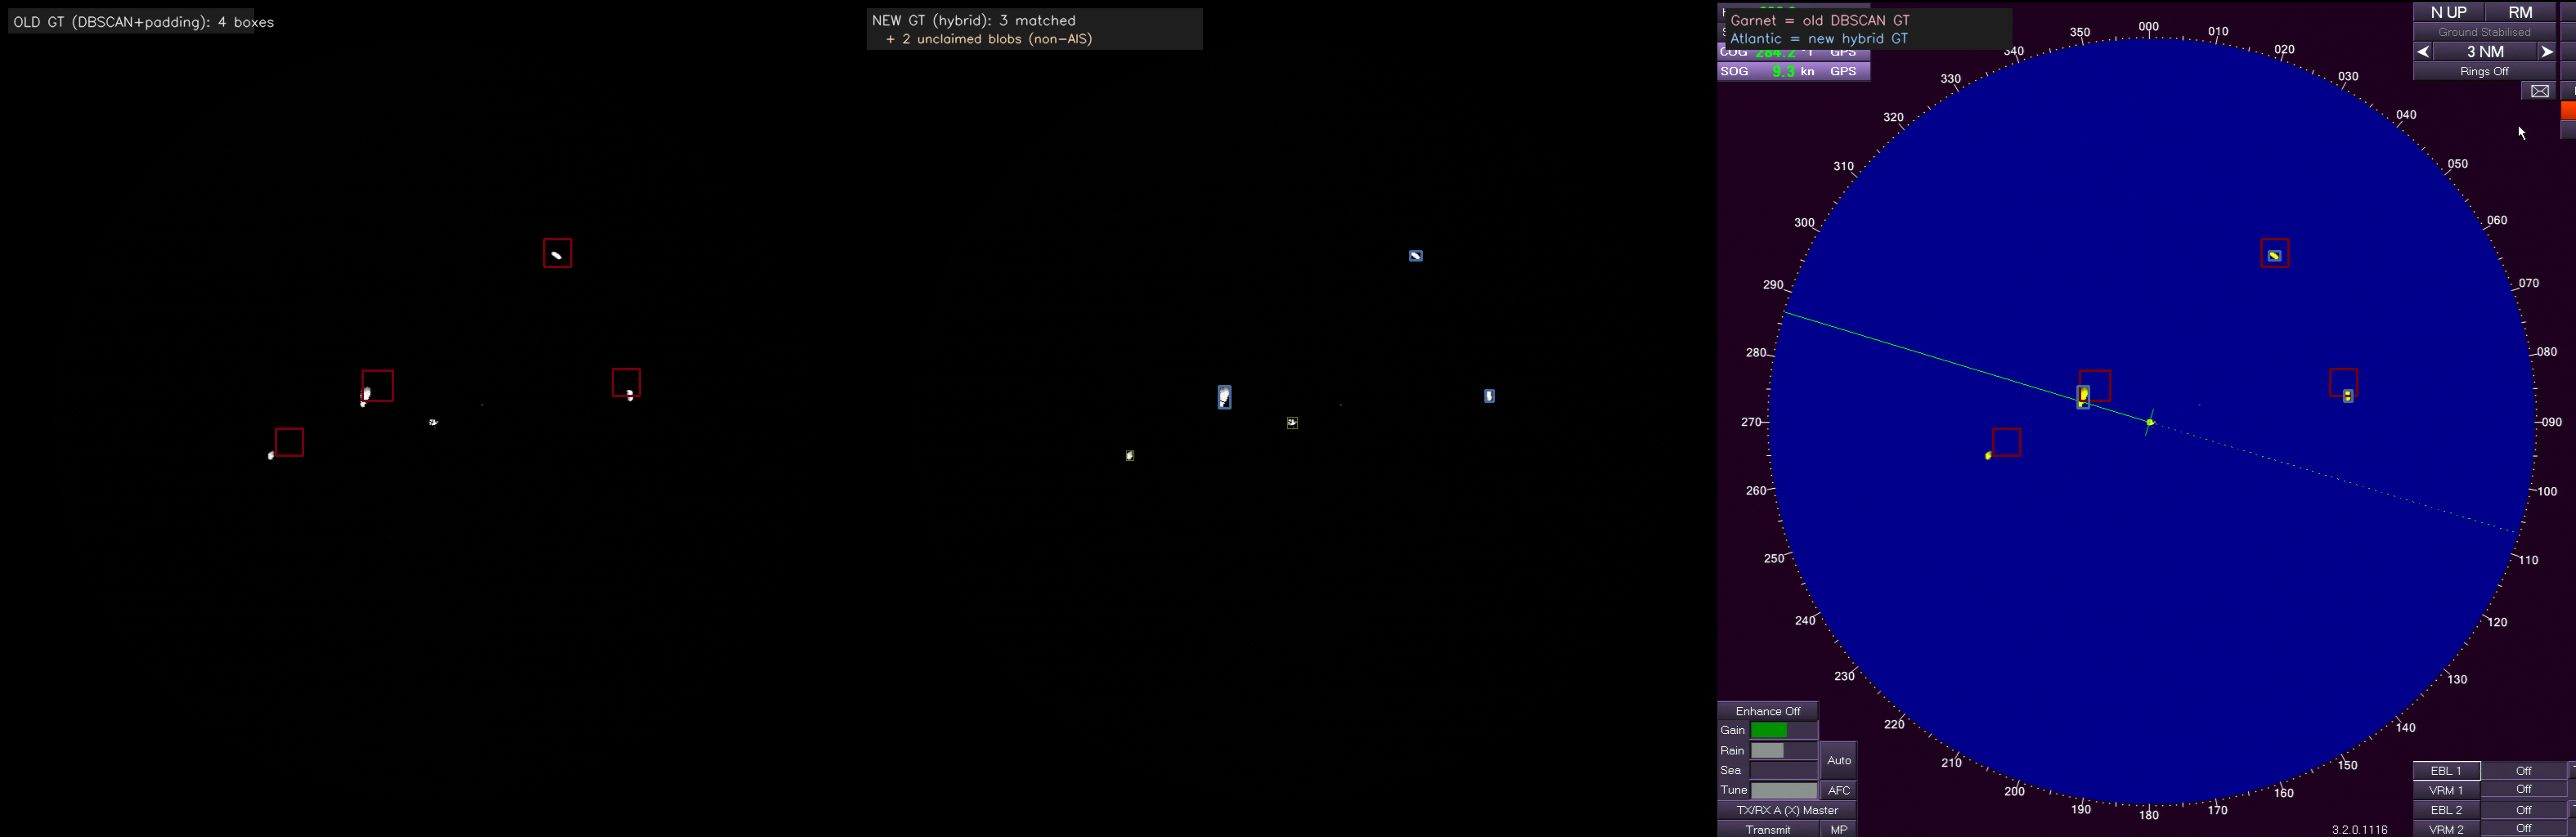 OLD GT (DBSCAN+padding): 4 boxes
NEW GT (hybrid): 3 matched
+ 2 unclaimed blobs (non-AIS)
Garnet = old DBSCAN GT
Atlantic = new hybrid GT
COG 284.2 °T GPS
SOG 9.3 kn GPS
N UP RM
Ground Stabilised
3 NM
Rings Off
000
010
020
030
040
050
060
070
080
090
100
110
120
130
140
150
160
170
180
190
200
210
220
230
240
250
260
270
280
290
300
310
320
330
340
350
Enhance Off
Gain
Rain
Sea
Auto
Tune AFC
TX/RX A (X) Master
Transmit MP
EBL 1 Off
VRM 1 Off
EBL 2 Off
VRM 2 Off
3.2.0.1116